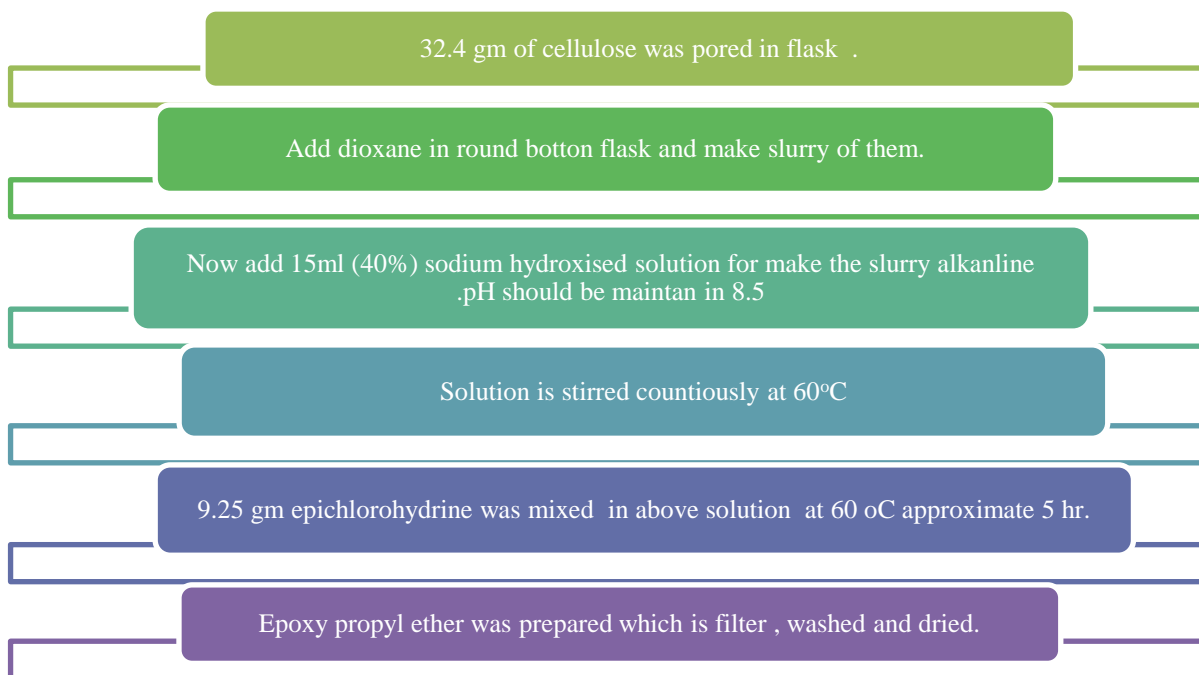 32.4 gm of cellulose was pored in flask .
Add dioxane in round botton flask and make slurry of them.
Now add 15ml (40%) sodium hydroxised solution for make the slurry alkanline
.pH should be maintan in 8.5
Solution is stirred countiously at 60°C
9.25 gm epichlorohydrine was mixed in above solution at 60 oC approximate 5 hr.
Epoxy propyl ether was prepared which is filter , washed and dried.